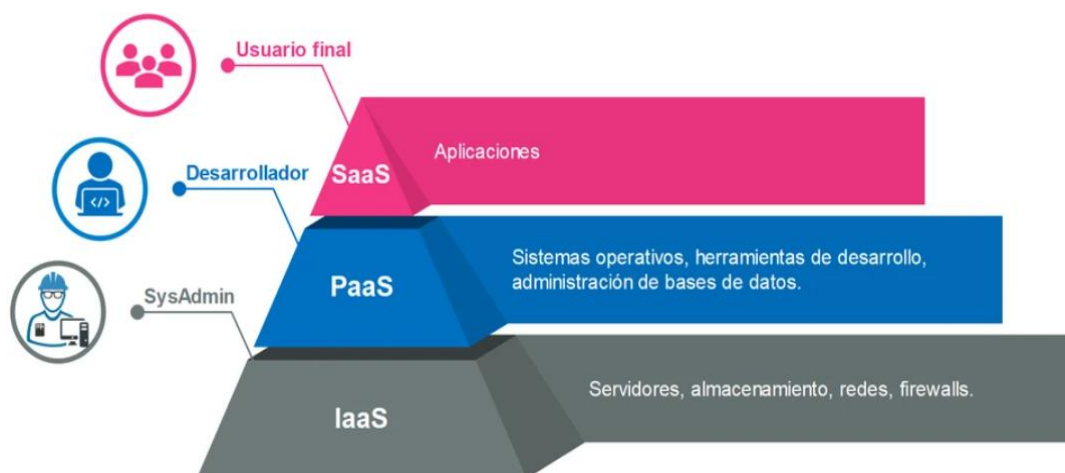 Usuario final
Aplicaciones
SaaS
Desarrollador
Sistemas operativos, herramientas de desarrollo,
administración de bases de datos.
PaaS
SysAdmin
Servidores, almacenamiento, redes, firewalls.
IaaS